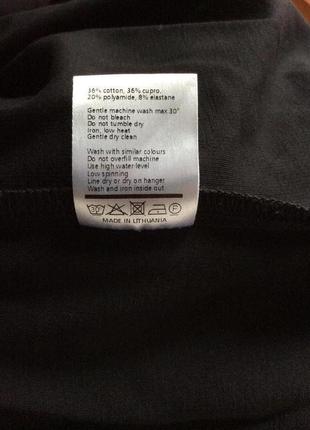 36% cotton, 36% cupro,
20% polyamide, 8% elastane
Gentle machine wash max 30°
Do not bleach
Do not tumble dry
Iron, low heat
Gentle dry clean
Wash with similar colours
Do not overfill machine
Use high water-level
Low spinning
Line dry or dry on hanger
Wash and iron inside out
30° F
MADE IN LITHUANIA